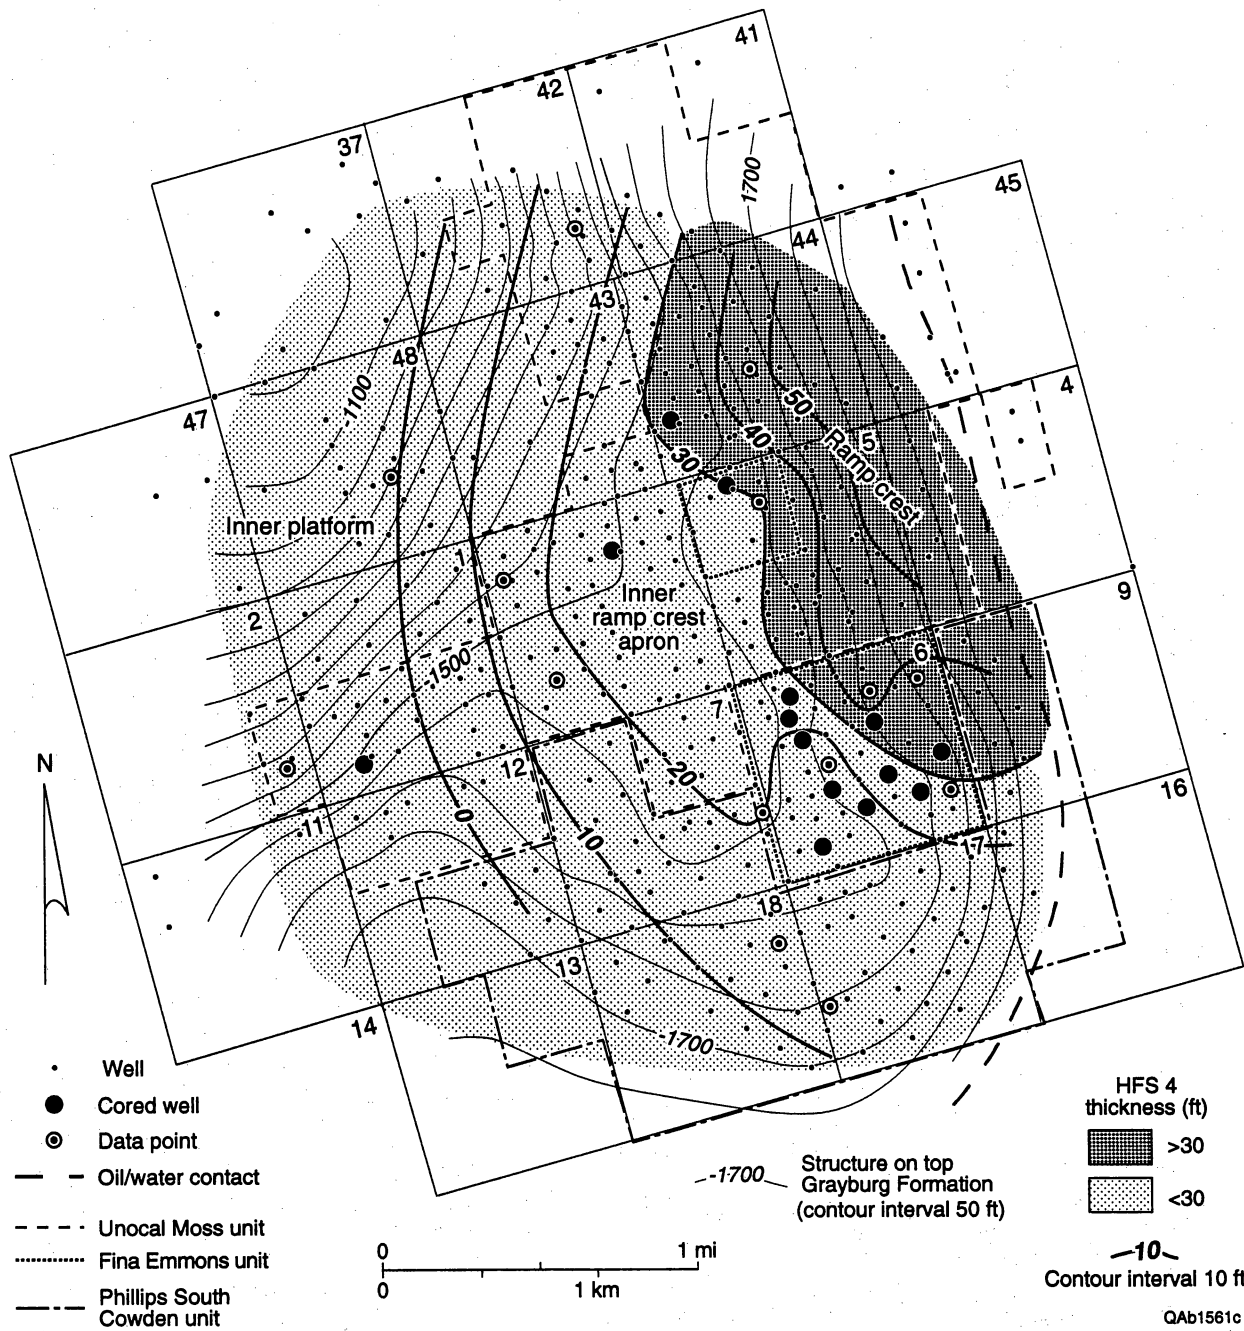 41
42
37
1700
45
44
43
48
1100
4
47
50
40
5
Ramp crest
30
Inner platform
1
Inner
ramp crest
apron
9
2
6
1500
7
20
12
16
N
11
0
10
17
18
13
14
-1700
Well
Cored well
Data point
Oil/water contact
Unocal Moss unit
Fina Emmons unit
Phillips South
Cowden unit
0 1 mi
0 1 km
-1700
Structure on top
Grayburg Formation
(contour interval 50 ft)
HFS 4
thickness (ft)
>30
<30
10
Contour interval 10 ft
QAb1561c